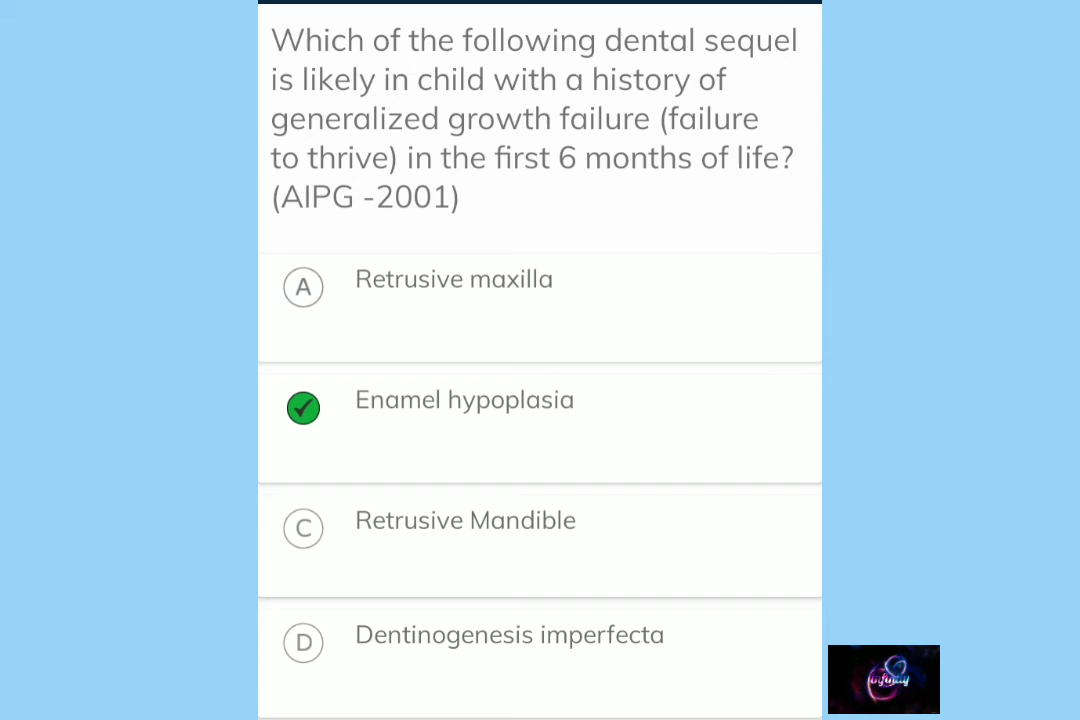 Which of the following dental sequel
is likely in child with a history of
generalized growth failure (failure
to thrive) in the first 6 months of life?
(AIPG -2001)
A Retrusive maxilla
Enamel hypoplasia
C Retrusive Mandible
D Dentinogenesis imperfecta
infinity